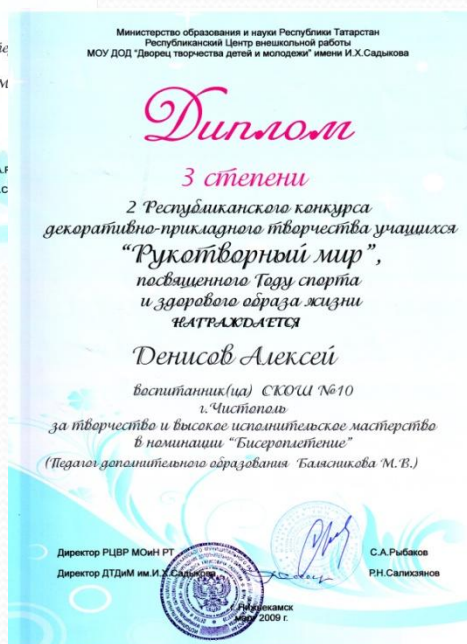 Министерство образования и науки Республики Татарстан
Республиканский Центр внешкольной работы
МОУ ДОД "Дворец творчества детей и молодежи" имени И.Х.Садыкова
Диплом
3 степени
2 Республиканского конкурса
декоративно-прикладного творчества учащихся
"Рукотворный мир",
посвященного Году спорта
и здорового образа жизни
НАГРАЖДАЕТСЯ
Денисов Алексей
воспитанник(ца) СКОШ №10
г.Чистополь
за творчество и высокое исполнительское мастерство
в номинации "Бисероплетение"
(Педагог дополнительного образования Балясникова М.В.)
Директор РЦВР МОиН РТ С.А.Рыбаков
Директор ДТДиМ им.И.Х.Садыкова Р.Н.Салихзянов
г.Нижнекамск
март 2009 г.